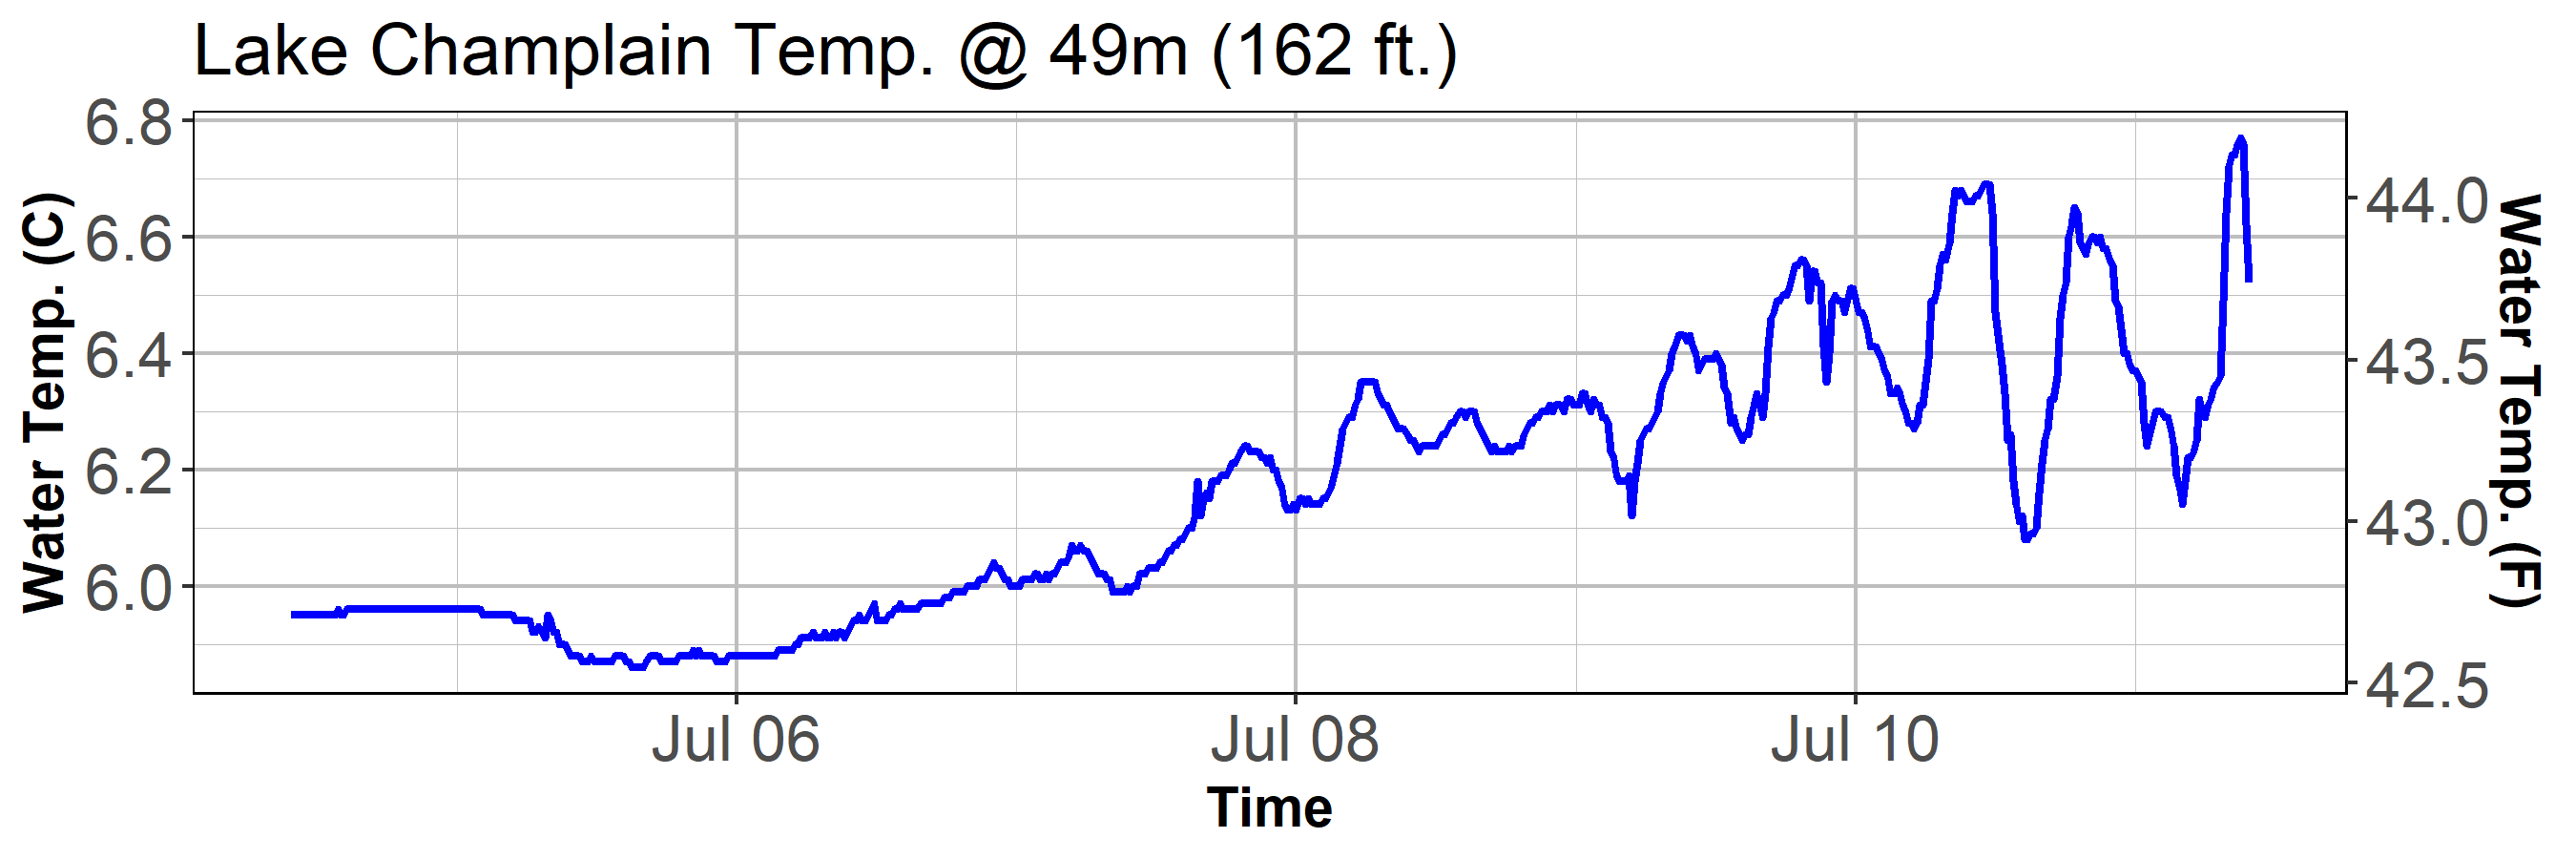 Lake Champlain Temp. @ 49m (162 ft.)
Water Temp. (C)
6.8
6.6
6.4
6.2
6.0
44.0
43.5
43.0
42.5
Water Temp. (F)
Jul 06 Jul 08 Jul 10
Time